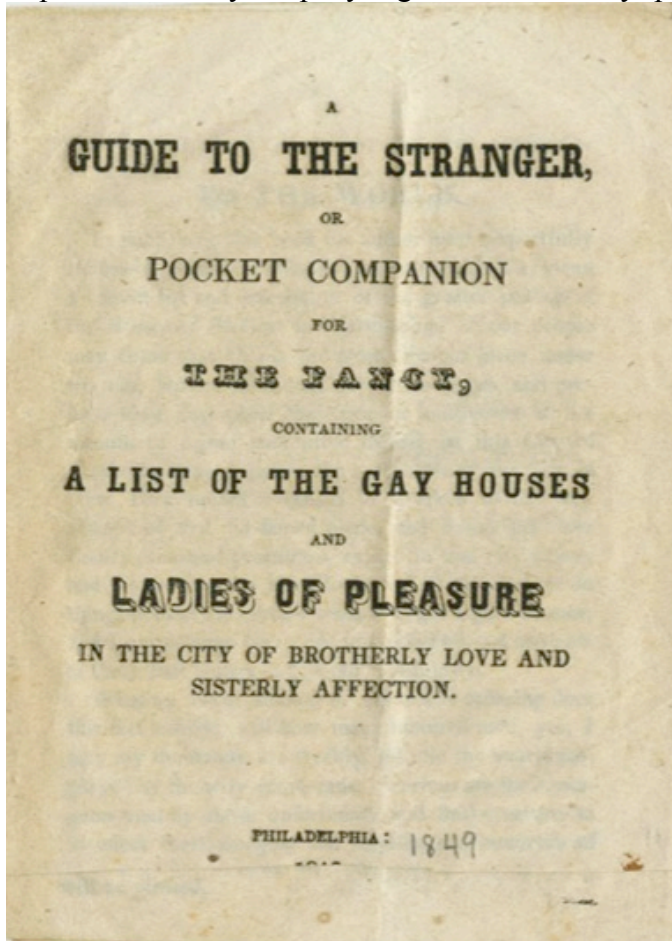 A
GUIDE TO THE STRANGER,
OR
POCKET COMPANION
FOR
THE FANCY,
CONTAINING
A LIST OF THE GAY HOUSES
AND
LADIES OF PLEASURE
IN THE CITY OF BROTHERLY LOVE AND
SISTERLY AFFECTION.
PHILADELPHIA: 1849